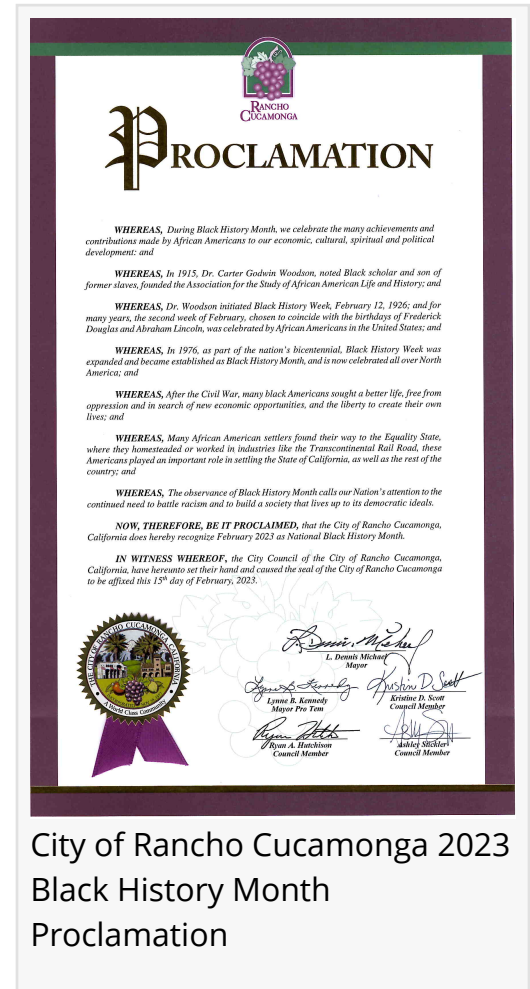 RANCHO
CUCAMONGA
PROCLAMATION
WHEREAS, During Black History Month, we celebrate the many achievements and
contributions made by African Americans to our economic, cultural, spiritual and political
development: and
WHEREAS, In 1915, Dr. Carter Godwin Woodson, noted Black scholar and son of
former slaves, founded the Association for the Study of African American Life and History; and
WHEREAS, Dr. Woodson initiated Black History Week, February 12, 1926; and for
many years, the second week of February, chosen to coincide with the birthdays of Frederick
Douglas and Abraham Lincoln, was celebrated by African Americans in the United States; and
WHEREAS, In 1976, as part of the nation's bicentennial, Black History Week was
expanded and became established as Black History Month, and is now celebrated all over North
America; and
WHEREAS, After the Civil War, many black Americans sought a better life, free from
oppression and in search of new economic opportunities, and the liberty to create their own
lives; and
WHEREAS, Many African American settlers found their way to the Equality State,
where they homesteaded or worked in industries like the Transcontinental Rail Road, these
Americans played an important role in settling the State of California, as well as the rest of the
country; and
WHEREAS, The observance of Black History Month calls our Nation's attention to the
continued need to battle racism and to build a society that lives up to its democratic ideals.
NOW, THEREFORE, BE IT PROCLAIMED, that the City of Rancho Cucamonga,
California does hereby recognize February 2023 as National Black History Month.
IN WITNESS WHEREOF, the City Council of the City of Rancho Cucamonga,
California, have hereunto set their hand and caused the seal of the City of Rancho Cucamonga
to be affixed this 15th day of February, 2023.
THE CITY OF RANCHO CUCAMONGA, CALIFORNIA
A World Class Community
L. Dennis Michael
L. Dennis Michael
Mayor
Lynne B. Kennedy
Kristine D. Scott
Lynne B. Kennedy
Mayor Pro Tem
Kristine D. Scott
Council Member
Ryan A. Hutchison
Council Member
Ashley Stickler
Council Member
City of Rancho Cucamonga 2023
Black History Month
Proclamation